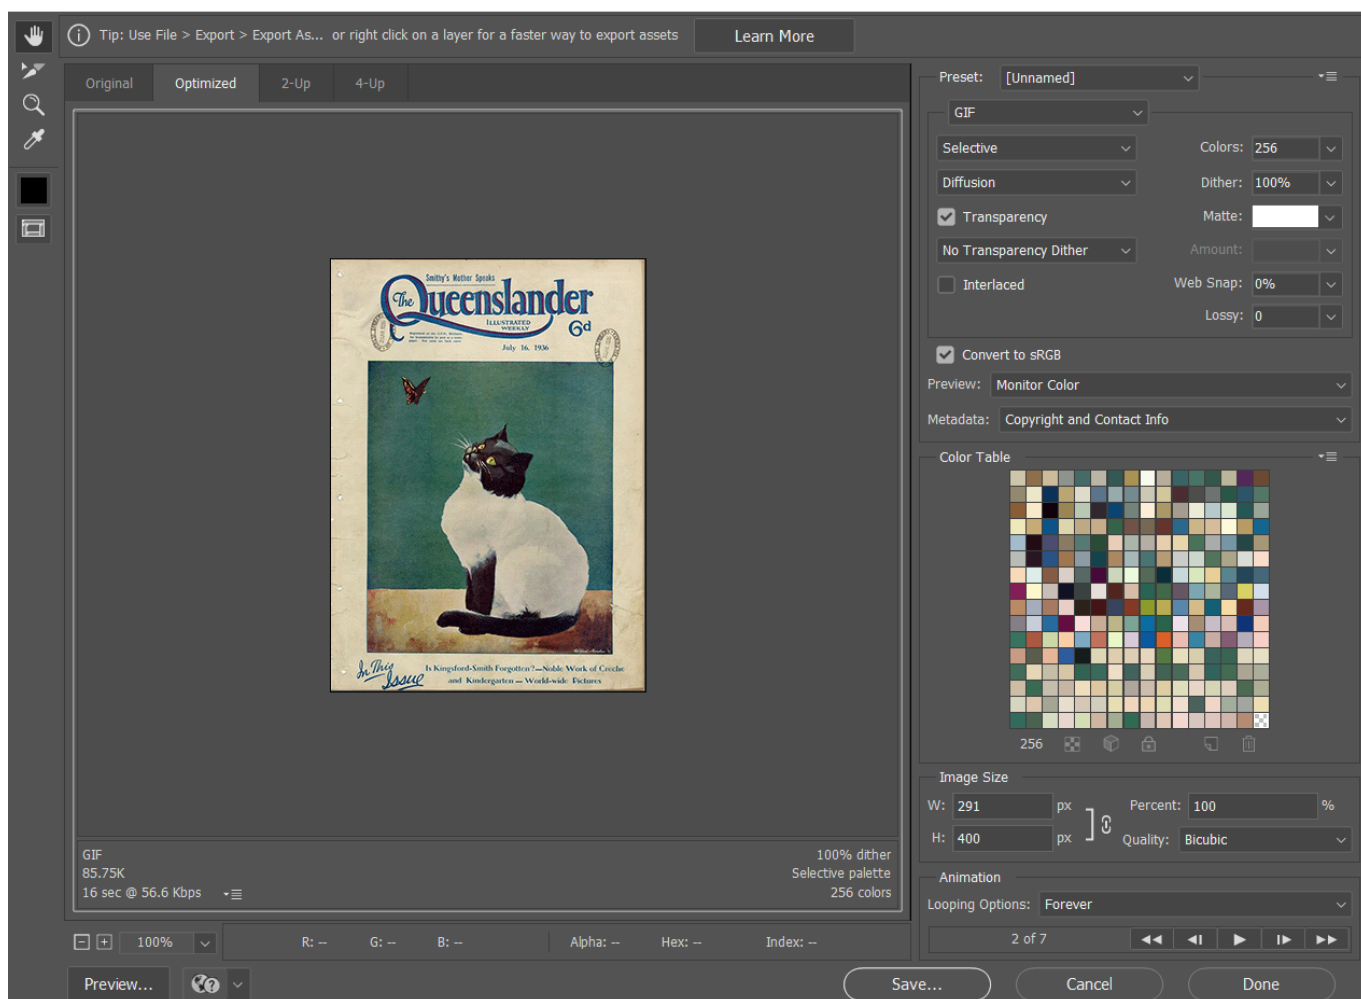 Tip: Use File > Export > Export As... or right click on a layer for a faster way to export assets
Learn More
Original
Optimized
2-Up
4-Up
Smithy's Mother Speaks
The Queenslander
ILLUSTRATED
WEEKLY
6d
July 16, 1936
In This
Issue
Is Kingsford-Smith Forgotten?—Noble Work of Creche
and Kindergarten — World-wide Pictures
GIF
85.75K
16 sec @ 56.6 Kbps
100% dither
Selective palette
256 colors
100%
R: --
G: --
B: --
Alpha: --
Hex: --
Index: --
Preview...
Preset: [Unnamed]
GIF
Selective
Colors: 256
Diffusion
Dither: 100%
Transparency
Matte:
No Transparency Dither
Amount:
Interlaced
Web Snap: 0%
Lossy: 0
Convert to sRGB
Preview: Monitor Color
Metadata: Copyright and Contact Info
Color Table
256
Image Size
W: 291 px
Percent: 100 %
H: 400 px
Quality: Bicubic
Animation
Looping Options: Forever
2 of 7
Save...
Cancel
Done